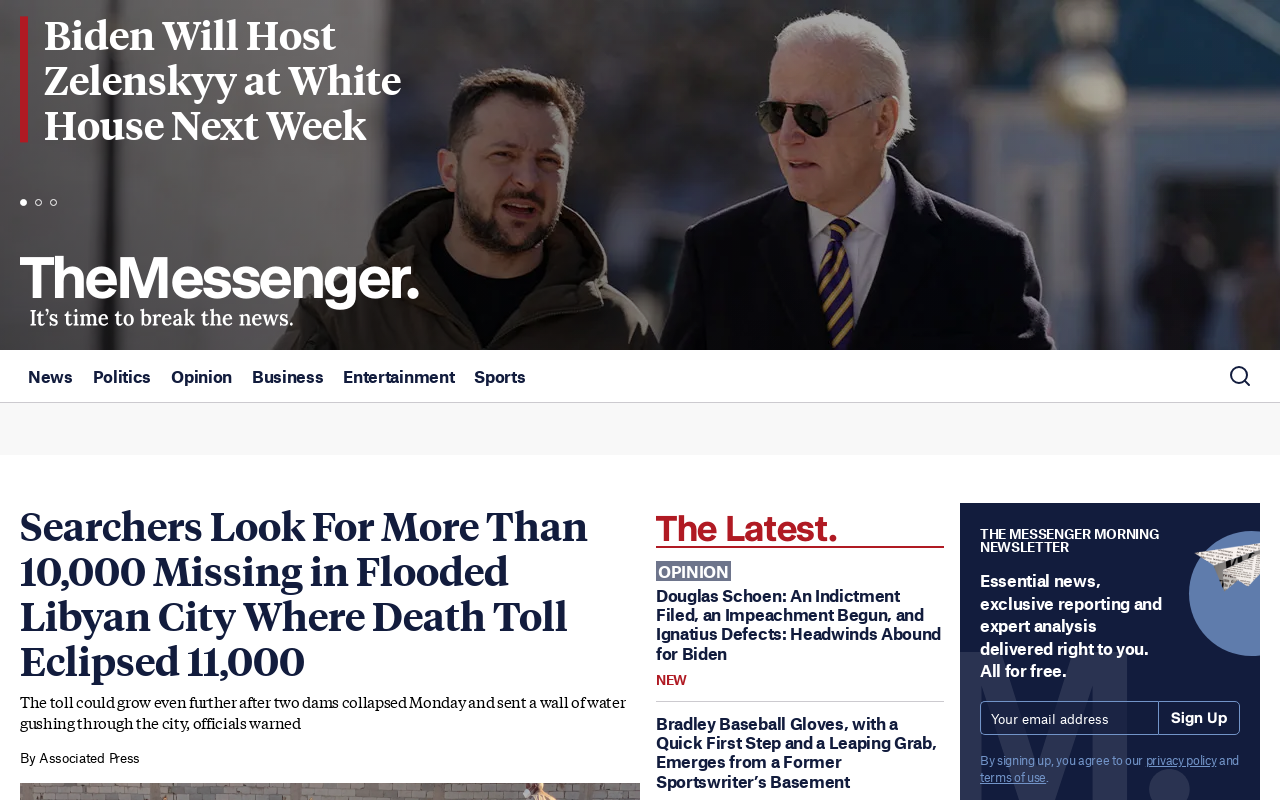 Biden Will Host
Zelenskyy at White
House Next Week
TheMessenger.
It's time to break the news.
News Politics Opinion Business Entertainment Sports
Searchers Look For More Than
10,000 Missing in Flooded
Libyan City Where Death Toll
Eclipsed 11,000
The toll could grow even further after two dams collapsed Monday and sent a wall of water
gushing through the city, officials warned
By Associated Press
The Latest.
OPINION
Douglas Schoen: An Indictment
Filed, an Impeachment Begun, and
Ignatius Defects: Headwinds Abound
for Biden
NEW
Bradley Baseball Gloves, with a
Quick First Step and a Leaping Grab,
Emerges from a Former
Sportswriter's Basement
THE MESSENGER MORNING
NEWSLETTER
Essential news,
exclusive reporting and
expert analysis
delivered right to you.
All for free.
Your email address Sign Up
By signing up, you agree to our privacy policy and
terms of use.
M.